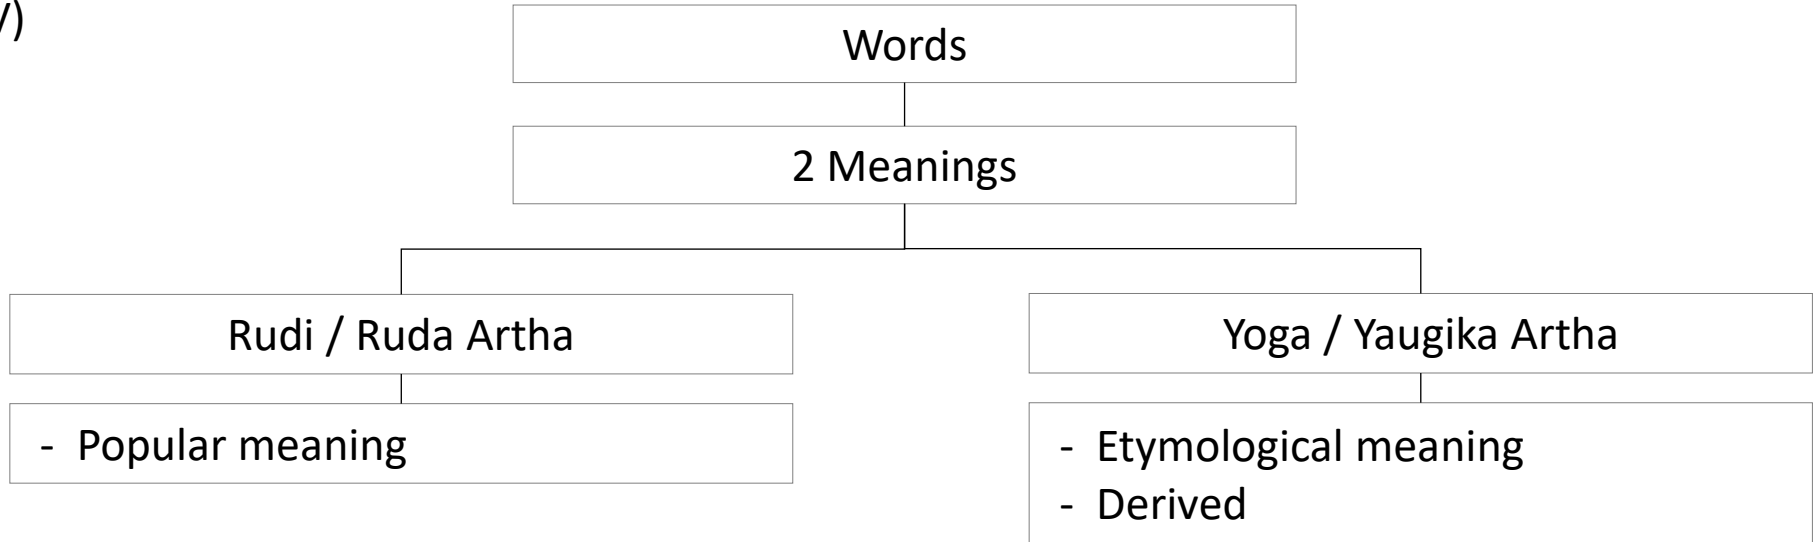 Words
2 Meanings
Rudi / Ruda Artha
Yoga / Yaugika Artha
- Popular meaning
- Etymological meaning
- Derived